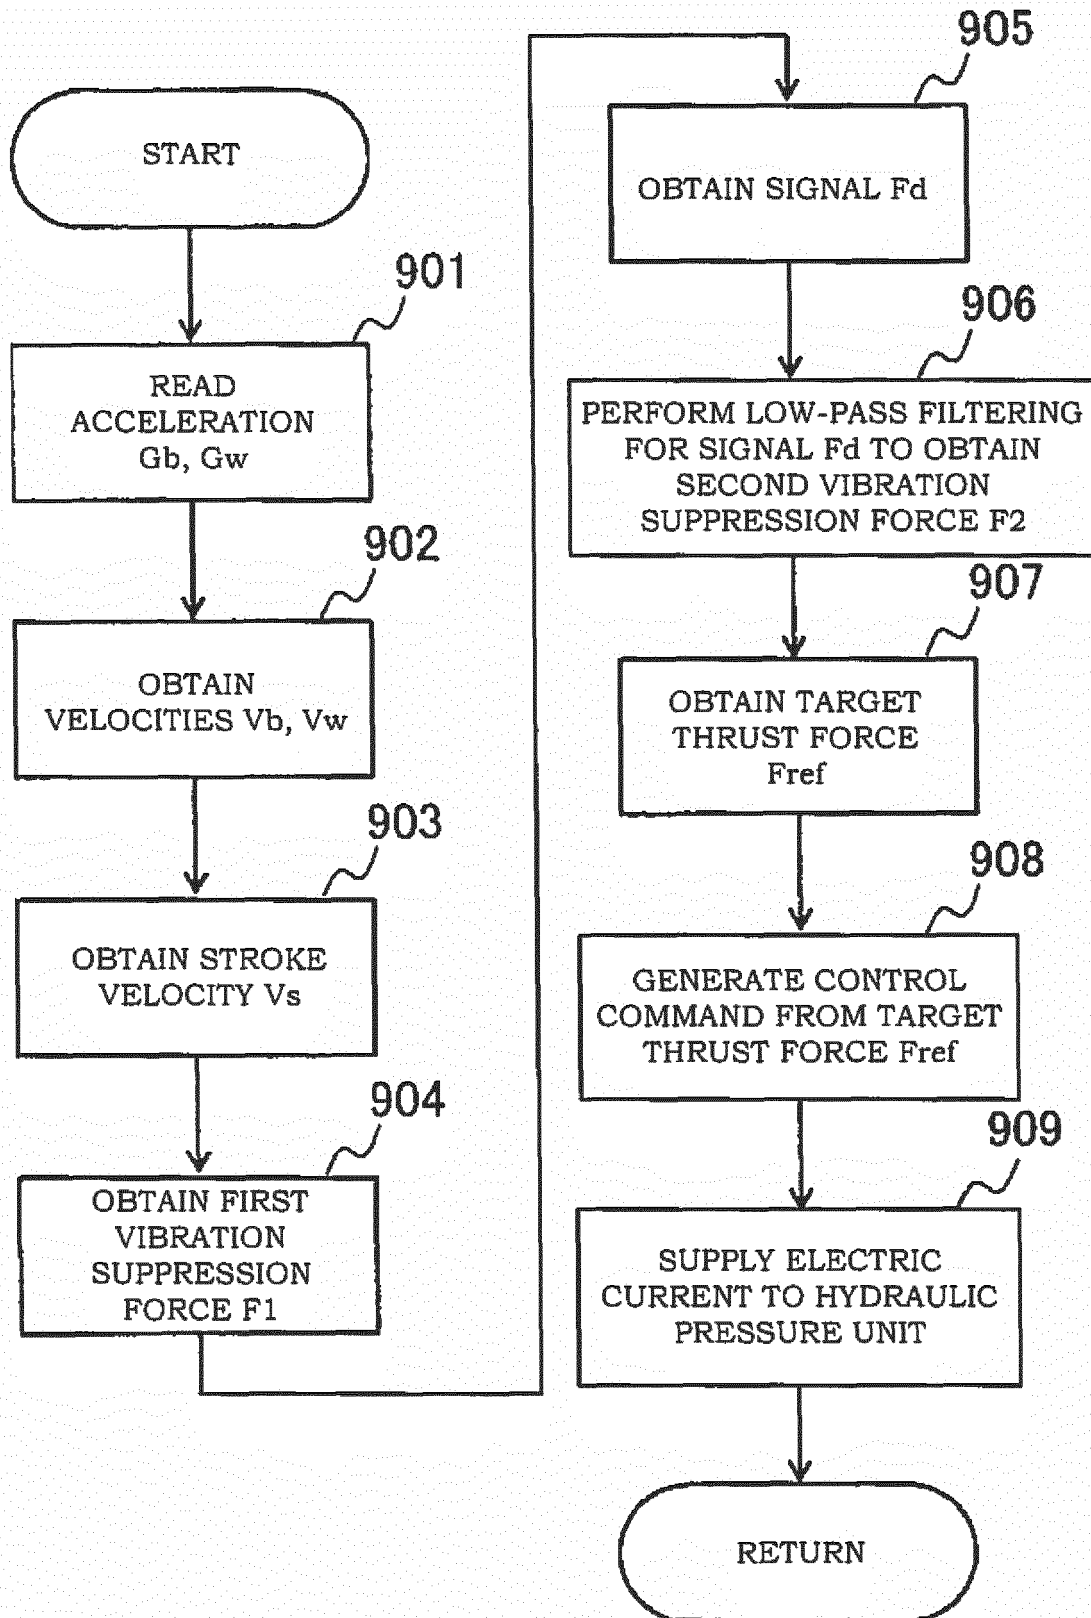 START
901
READ
ACCELERATION
Gb, Gw
902
OBTAIN
VELOCITIES Vb, Vw
903
OBTAIN STROKE
VELOCITY Vs
904
OBTAIN FIRST
VIBRATION
SUPPRESSION
FORCE F1
905
OBTAIN SIGNAL Fd
906
PERFORM LOW-PASS FILTERING
FOR SIGNAL Fd TO OBTAIN
SECOND VIBRATION
SUPPRESSION FORCE F2
907
OBTAIN TARGET
THRUST FORCE
Fref
908
GENERATE CONTROL
COMMAND FROM TARGET
THRUST FORCE Fref
909
SUPPLY ELECTRIC
CURRENT TO HYDRAULIC
PRESSURE UNIT
RETURN